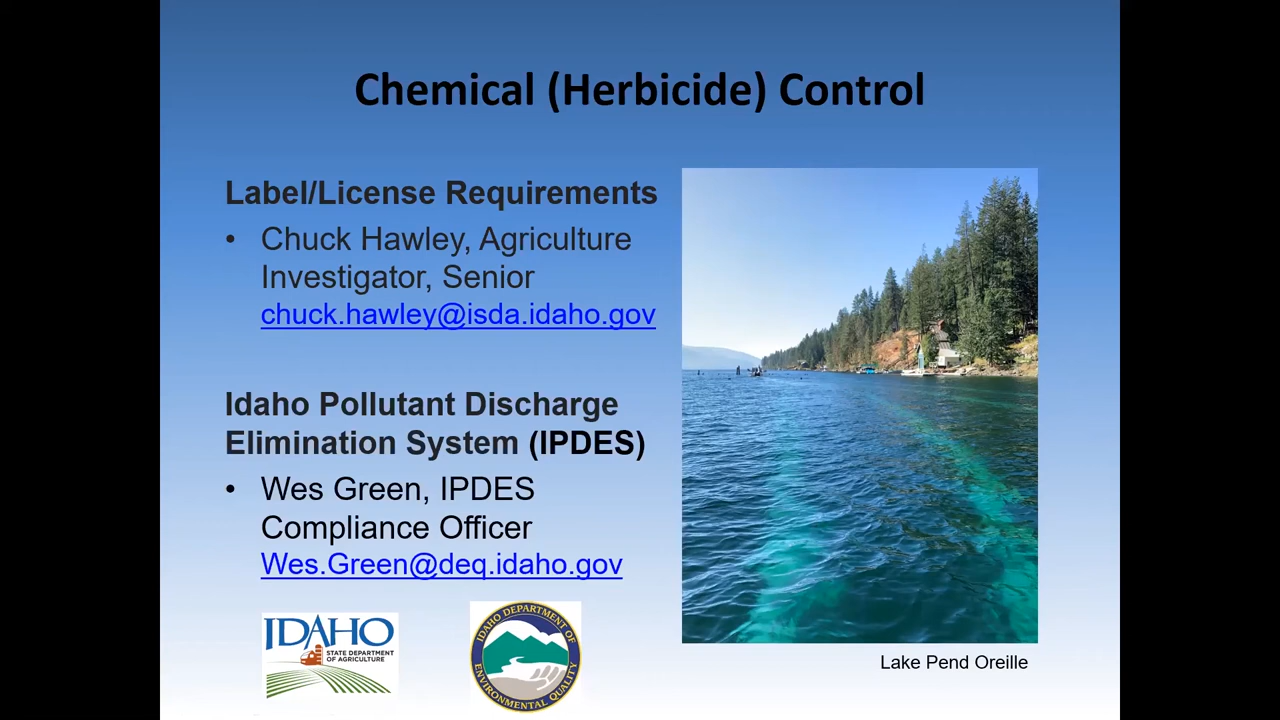 Chemical (Herbicide) Control
Label/License Requirements
• Chuck Hawley, Agriculture
Investigator, Senior
chuck.hawley@isda.idaho.gov
Idaho Pollutant Discharge
Elimination System (IPDES)
• Wes Green, IPDES
Compliance Officer
Wes.Green@deq.idaho.gov
IDAHO
STATE DEPARTMENT
OF AGRICULTURE
IDAHO DEPARTMENT OF
ENVIRONMENTAL QUALITY
Lake Pend Oreille